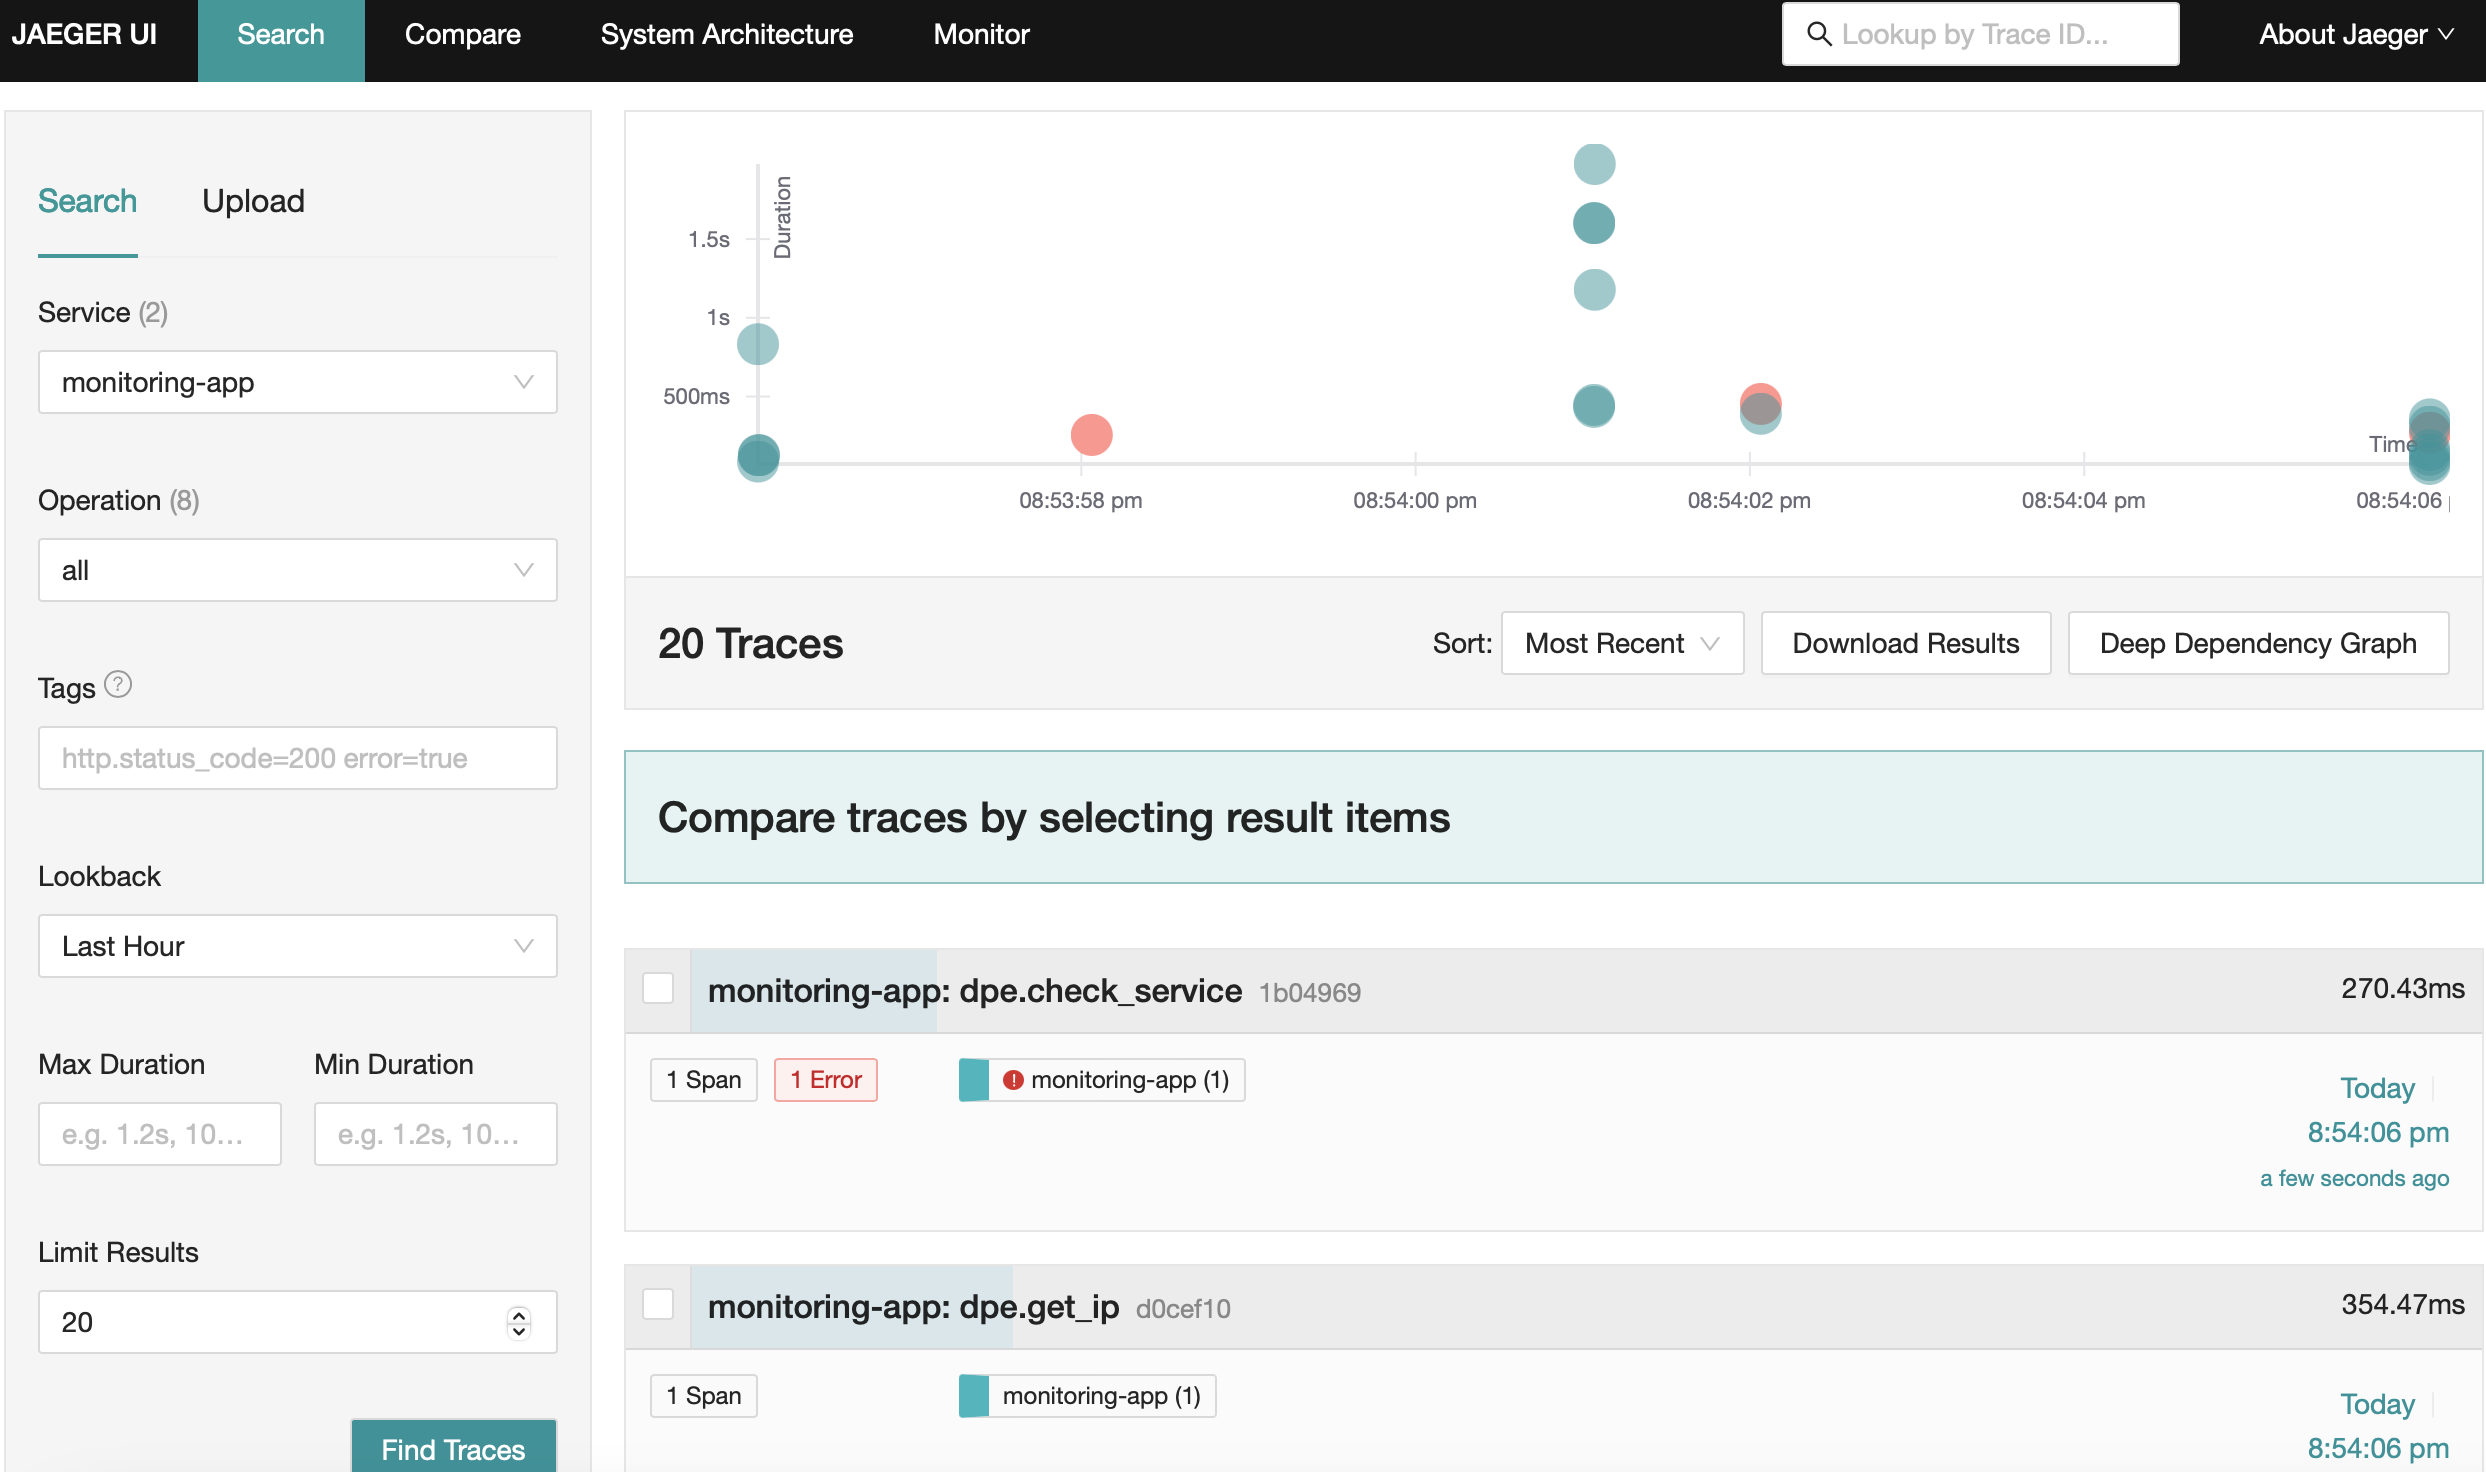 JAEGER UI Search Compare System Architecture Monitor Lookup by Trace ID... About Jaeger
Search Upload
Service (2)
monitoring-app
Operation (8)
all
Tags ?
http.status_code=200 error=true
Lookback
Last Hour
Max Duration Min Duration
e.g. 1.2s, 10... e.g. 1.2s, 10...
Limit Results
20
Find Traces
Duration
1.5s
1s
500ms
Time
08:53:58 pm 08:54:00 pm 08:54:02 pm 08:54:04 pm 08:54:06
20 Traces Sort: Most Recent Download Results Deep Dependency Graph
Compare traces by selecting result items
monitoring-app: dpe.check_service 1b04969 270.43ms
1 Span 1 Error ! monitoring-app (1) Today
8:54:06 pm
a few seconds ago
monitoring-app: dpe.get_ip d0cef10 354.47ms
1 Span monitoring-app (1) Today
8:54:06 pm